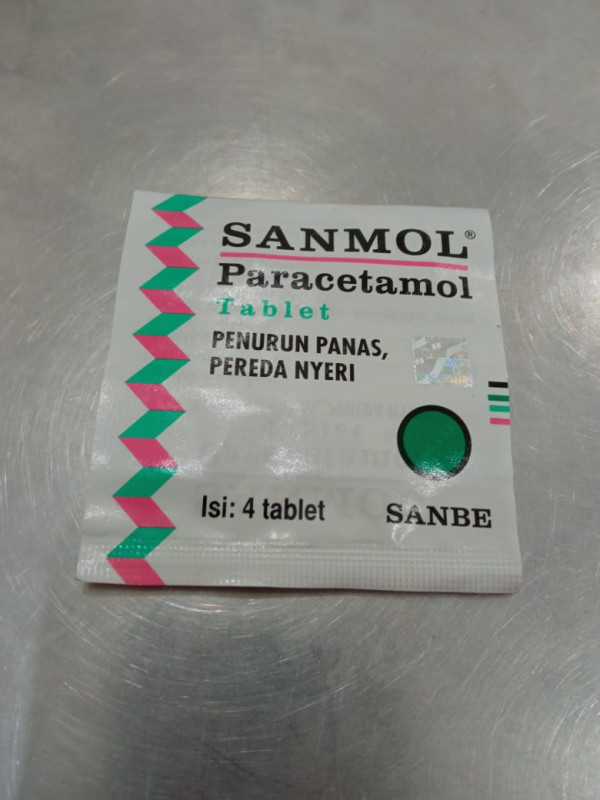 SANMOL®
Paracetamol
Tablet
PENURUN PANAS,
PEREDA NYERI
Isi: 4 tablet
SANBE